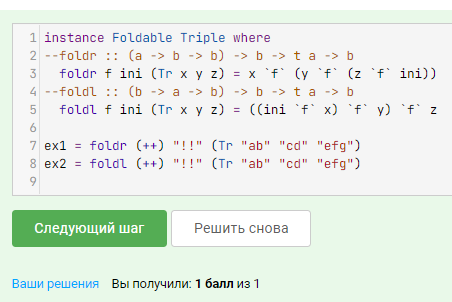 1 instance Foldable Triple where
2 --foldr :: (a -> b -> b) -> b -> t a -> b
3   foldr f ini (Tr x y z) = x `f` (y `f` (z `f` ini))
4 --foldl :: (b -> a -> b) -> b -> t a -> b
5   foldl f ini (Tr x y z) = ((ini `f` x) `f` y) `f` z
6
7 ex1 = foldr (++) "!!" (Tr "ab" "cd" "efg")
8 ex2 = foldl (++) "!!" (Tr "ab" "cd" "efg")
9
Следующий шаг Решить снова
Ваши решения Вы получили: 1 балл из 1